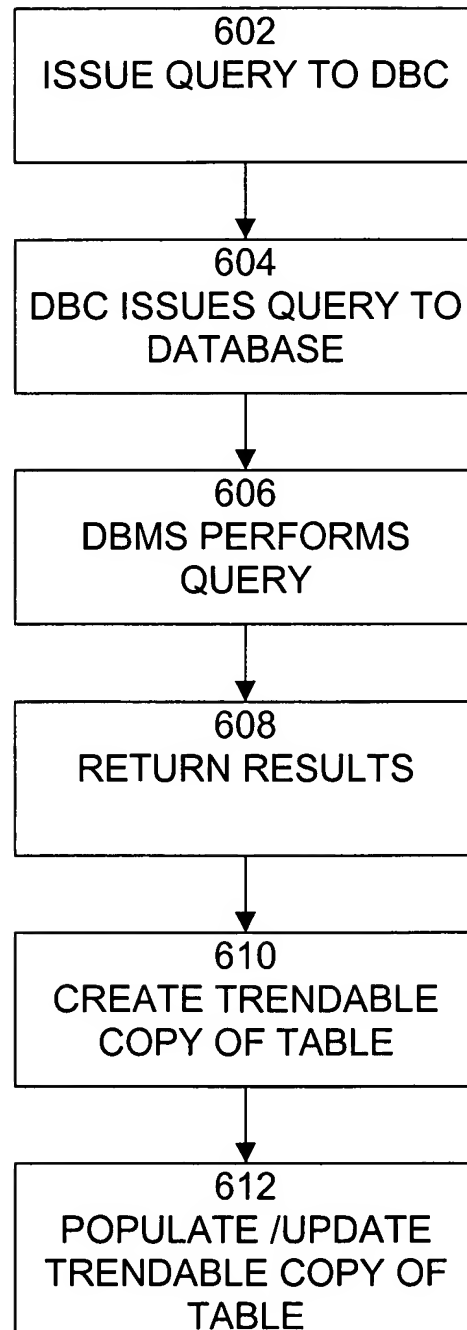 602
ISSUE QUERY TO DBC
604
DBC ISSUES QUERY TO
DATABASE
606
DBMS PERFORMS
QUERY
608
RETURN RESULTS
610
CREATE TRENDABLE
COPY OF TABLE
612
POPULATE /UPDATE
TRENDABLE COPY OF
TABLE